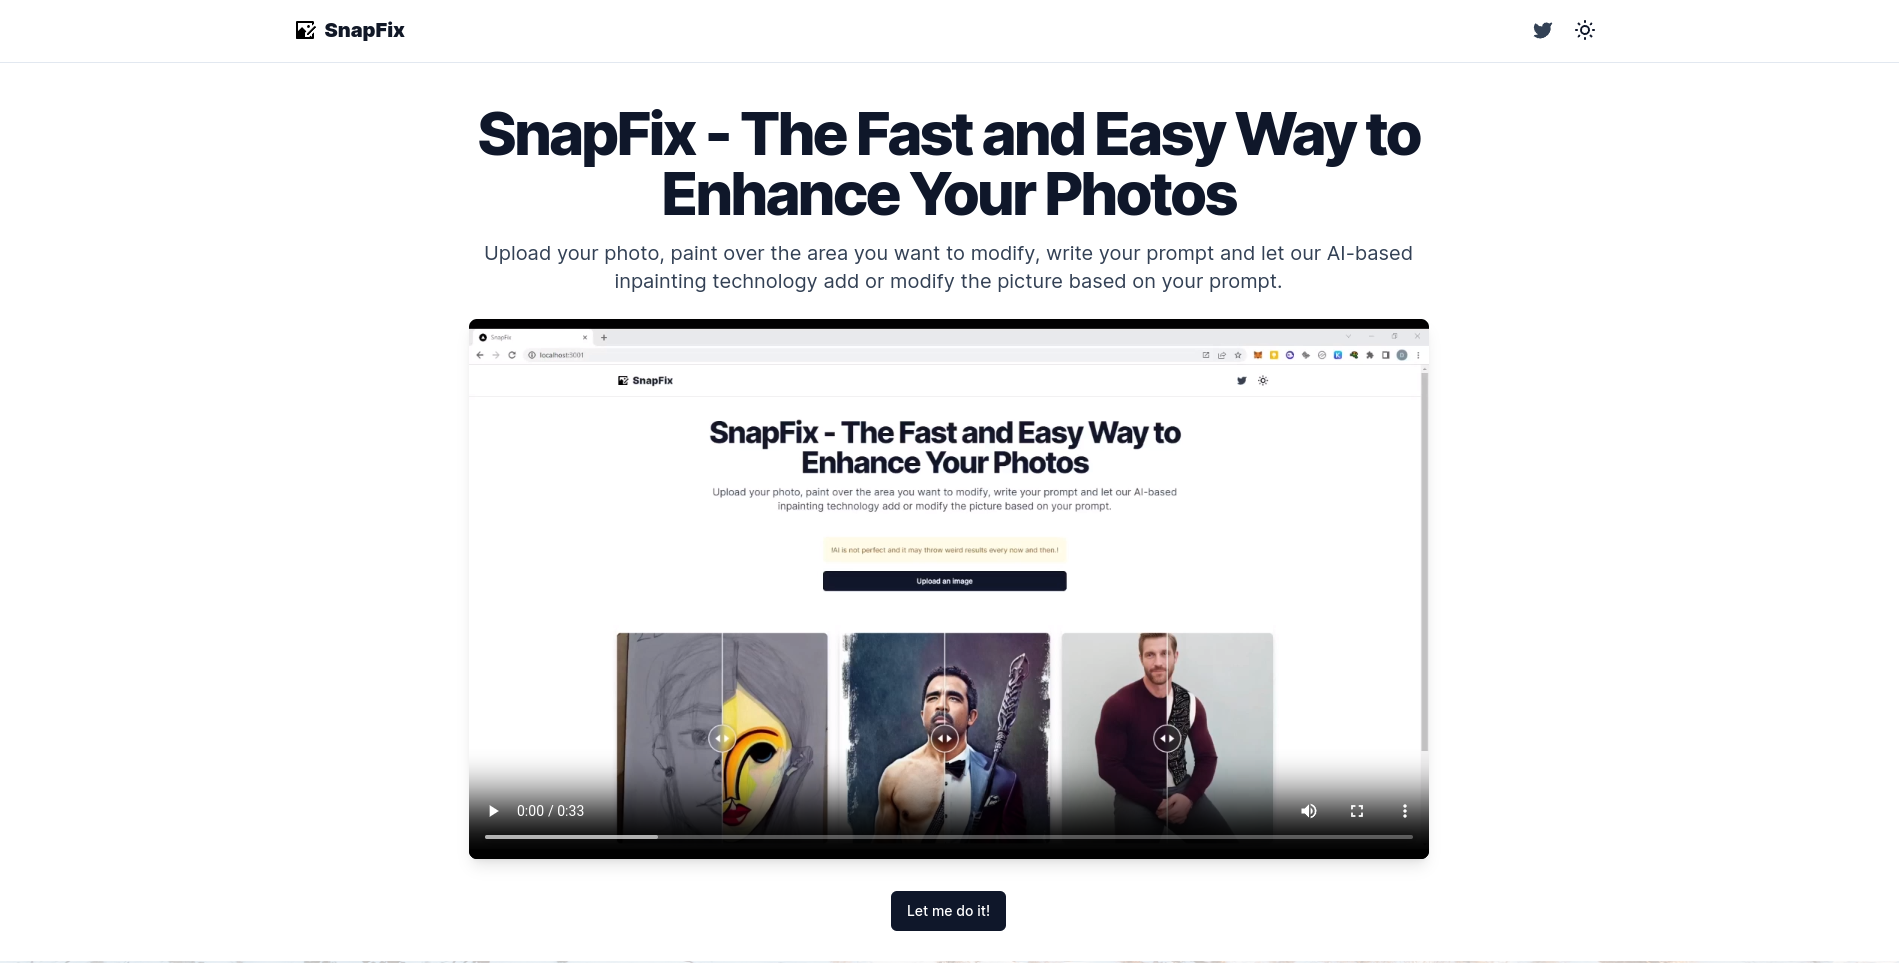 SnapFix
SnapFix - The Fast and Easy Way to
Enhance Your Photos
Upload your photo, paint over the area you want to modify, write your prompt and let our AI-based
inpainting technology add or modify the picture based on your prompt.
SnapFix
localhost:3001
SnapFix
SnapFix - The Fast and Easy Way to
Enhance Your Photos
Upload your photo, paint over the area you want to modify, write your prompt and let our AI-based
inpainting technology add or modify the picture based on your prompt.
!AI is not perfect and it may throw weird results every now and then.!
Upload an image
0:00 / 0:33
Let me do it!